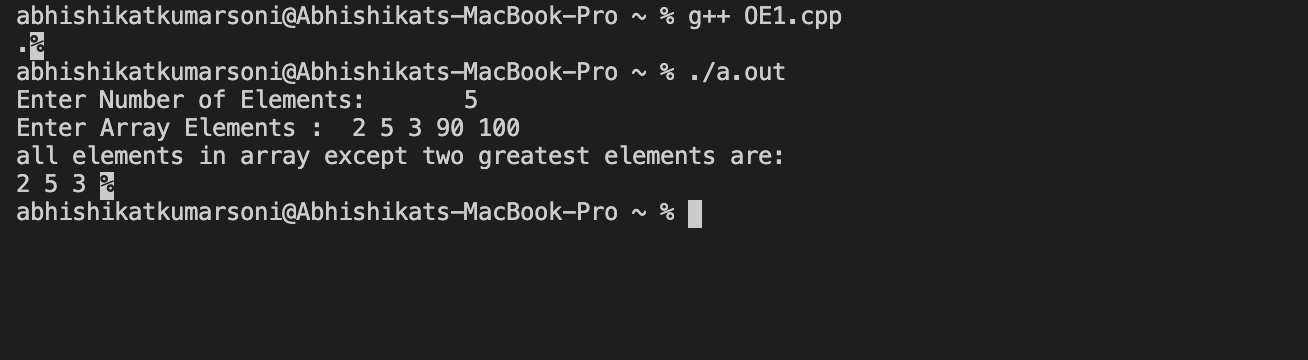 abhishikatkumarsoni@Abhishikats-MacBook-Pro ~ % g++ OE1.cpp
.%
abhishikatkumarsoni@Abhishikats-MacBook-Pro ~ % ./a.out
Enter Number of Elements:       5
Enter Array Elements :  2 5 3 90 100
all elements in array except two greatest elements are:
2 5 3 %
abhishikatkumarsoni@Abhishikats-MacBook-Pro ~ %